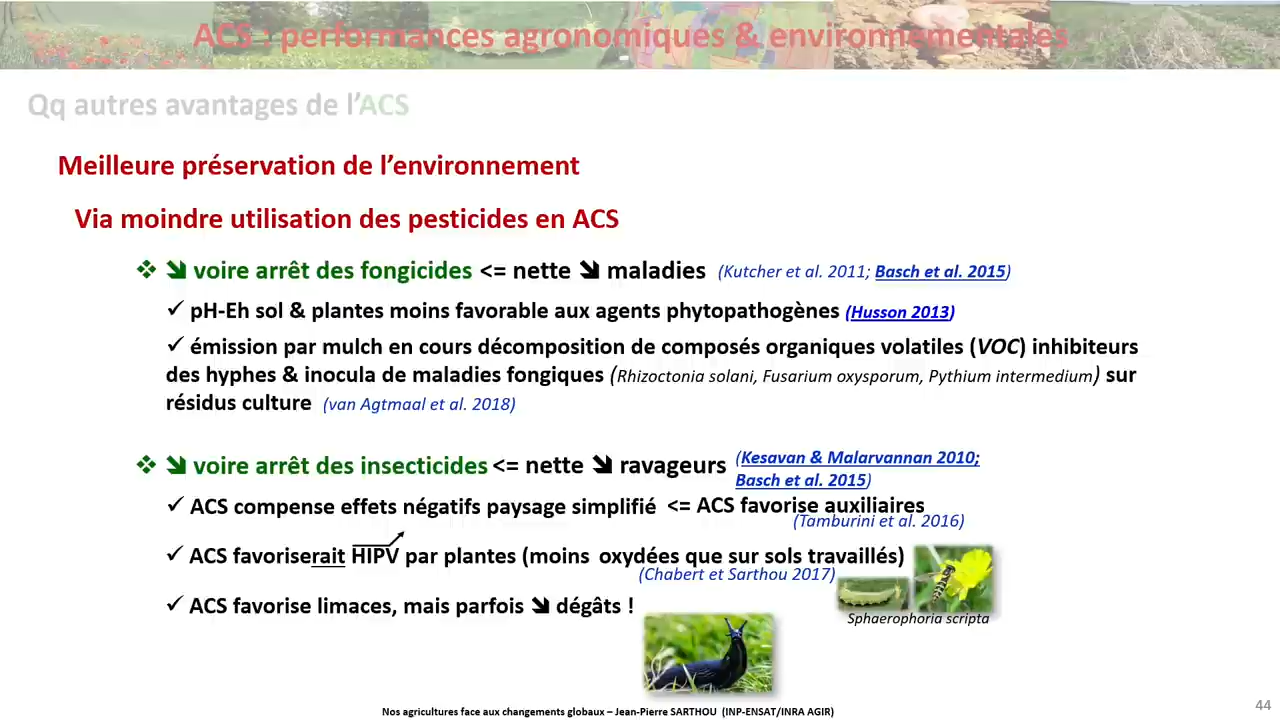 ACS : performances agronomiques & environnementales
Qq autres avantages de l'ACS
Meilleure préservation de l'environnement
Via moindre utilisation des pesticides en ACS
❖ ➘ voire arrêt des fongicides <= nette ➘ maladies (Kutcher et al. 2011; Basch et al. 2015)
✓ pH-Eh sol & plantes moins favorable aux agents phytopathogènes (Husson 2013)
✓ émission par mulch en cours décomposition de composés organiques volatiles (VOC) inhibiteurs
des hyphes & inocula de maladies fongiques (Rhizoctonia solani, Fusarium oxysporum, Pythium intermedium) sur
résidus culture (van Agtmaal et al. 2018)
❖ ➘ voire arrêt des insecticides <= nette ➘ ravageurs (Kesavan & Malarvannan 2010;
Basch et al. 2015)
✓ ACS compense effets négatifs paysage simplifié <= ACS favorise auxiliaires
(Tamburini et al. 2016)
✓ ACS favoriserait HIPV par plantes (moins oxydées que sur sols travaillés)
(Chabert et Sarthou 2017)
✓ ACS favorise limaces, mais parfois ➘ dégâts !
Sphaerophoria scripta
Nos agricultures face aux changements globaux – Jean-Pierre SARTHOU (INP-ENSAT/INRA AGIR)
44